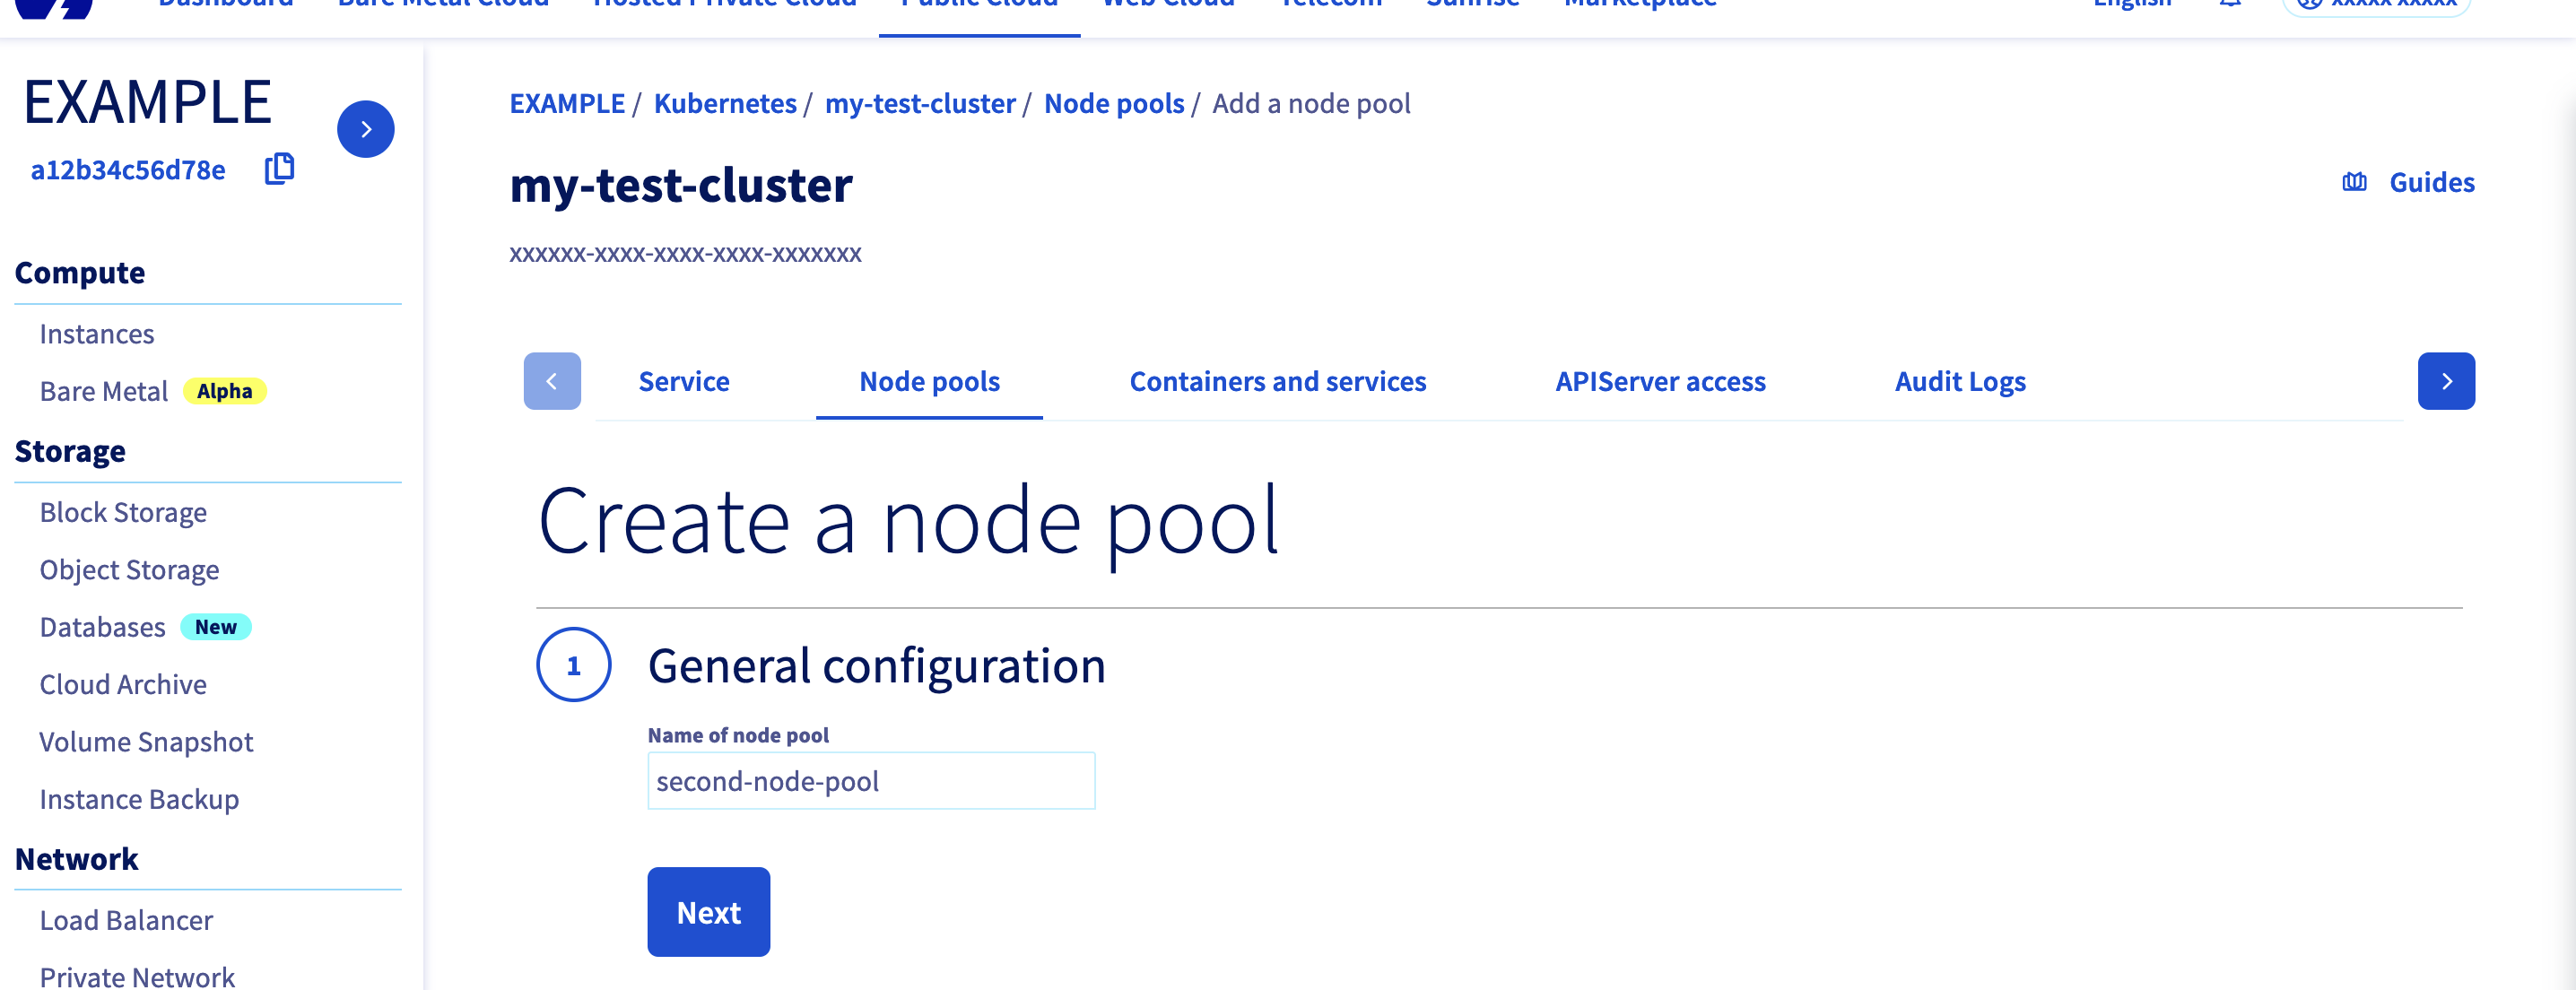 Dashboard Bare Metal Cloud Hosted Private Cloud Public Cloud Web Cloud Telecom Sunrise Marketplace English xxxxx xxxxx
EXAMPLE
a12b34c56d78e
Compute
Instances
Bare Metal Alpha
Storage
Block Storage
Object Storage
Databases New
Cloud Archive
Volume Snapshot
Instance Backup
Network
Load Balancer
Private Network
EXAMPLE / Kubernetes / my-test-cluster / Node pools / Add a node pool
my-test-cluster
Guides
xxxxxx-xxxx-xxxx-xxxx-xxxxxxx
Service Node pools Containers and services APIServer access Audit Logs
Create a node pool
1 General configuration
Name of node pool
second-node-pool
Next